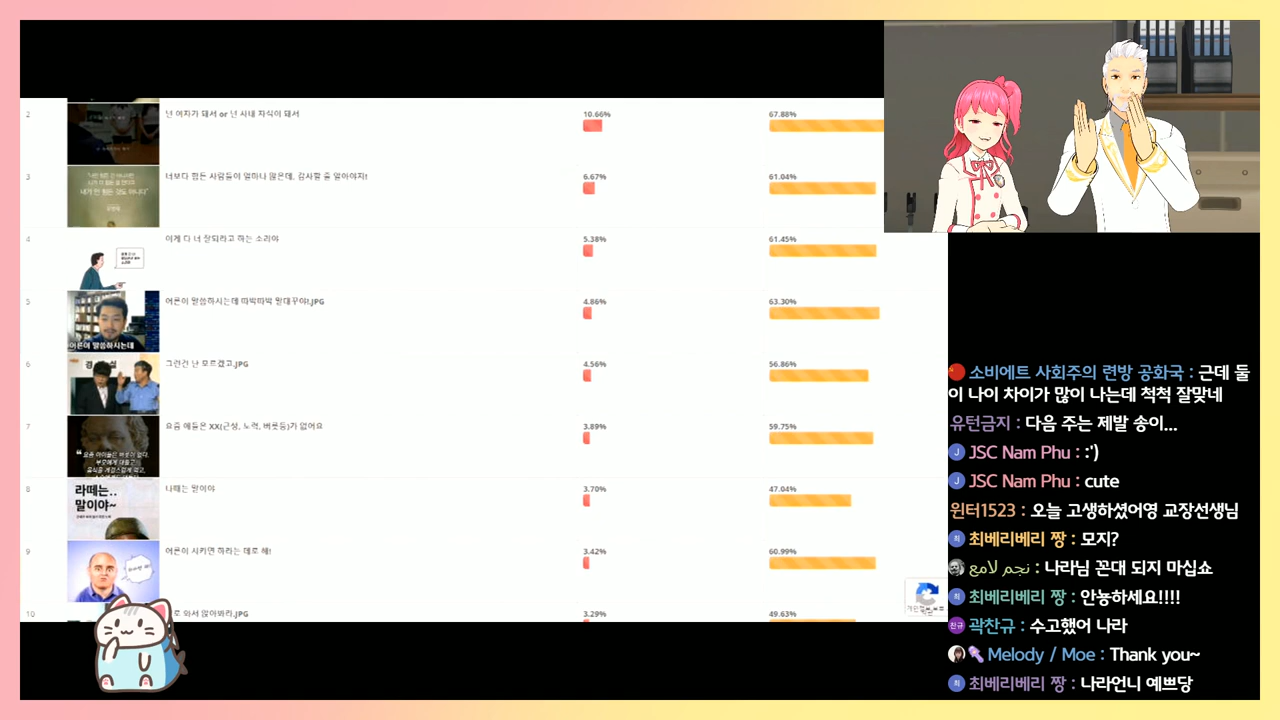 2
넌 여자가 돼서 or 넌 사내 자식이 돼서
10.66%
67.88%
3
너보다 힘든 사람들이 얼마나 많은데, 감사할 줄 알아야지!
6.67%
61.04%
4
이게 다 너 잘되라고 하는 소리야
5.38%
61.45%
5
어른이 말씀하시는데 따박따박 말대꾸야!.JPG
4.86%
63.30%
어른이 말씀하시는데
6
그런건 난 모르겠고.JPG
4.56%
56.86%
7
요즘 애들은 XX(근성, 노력, 버릇등)가 없어요
3.89%
59.75%
8
나때는 말이야
3.70%
47.04%
라떼는..
말이야~
9
어른이 시키면 하라는 데로 해!
3.42%
60.99%
10
로 와서 앉아봐라.JPG
3.29%
49.63%
소비에트 사회주의 련방 공화국 : 근데 둘
이 나이 차이가 많이 나는데 척척 잘맞네
유턴금지 : 다음 주는 제발 송이...
J JSC Nam Phu : :')
J JSC Nam Phu : cute
윈터1523 : 오늘 고생하셨어영 교장선생님
최 최베리베리 짱 : 모지?
نجم لامع : 나라님 꼰대 되지 마십쇼
최 최베리베리 짱 : 안뇽하세요!!!!
찬규 곽찬규 : 수고했어 나라
Melody / Moe : Thank you~
최 최베리베리 짱 : 나라언니 예쁘당